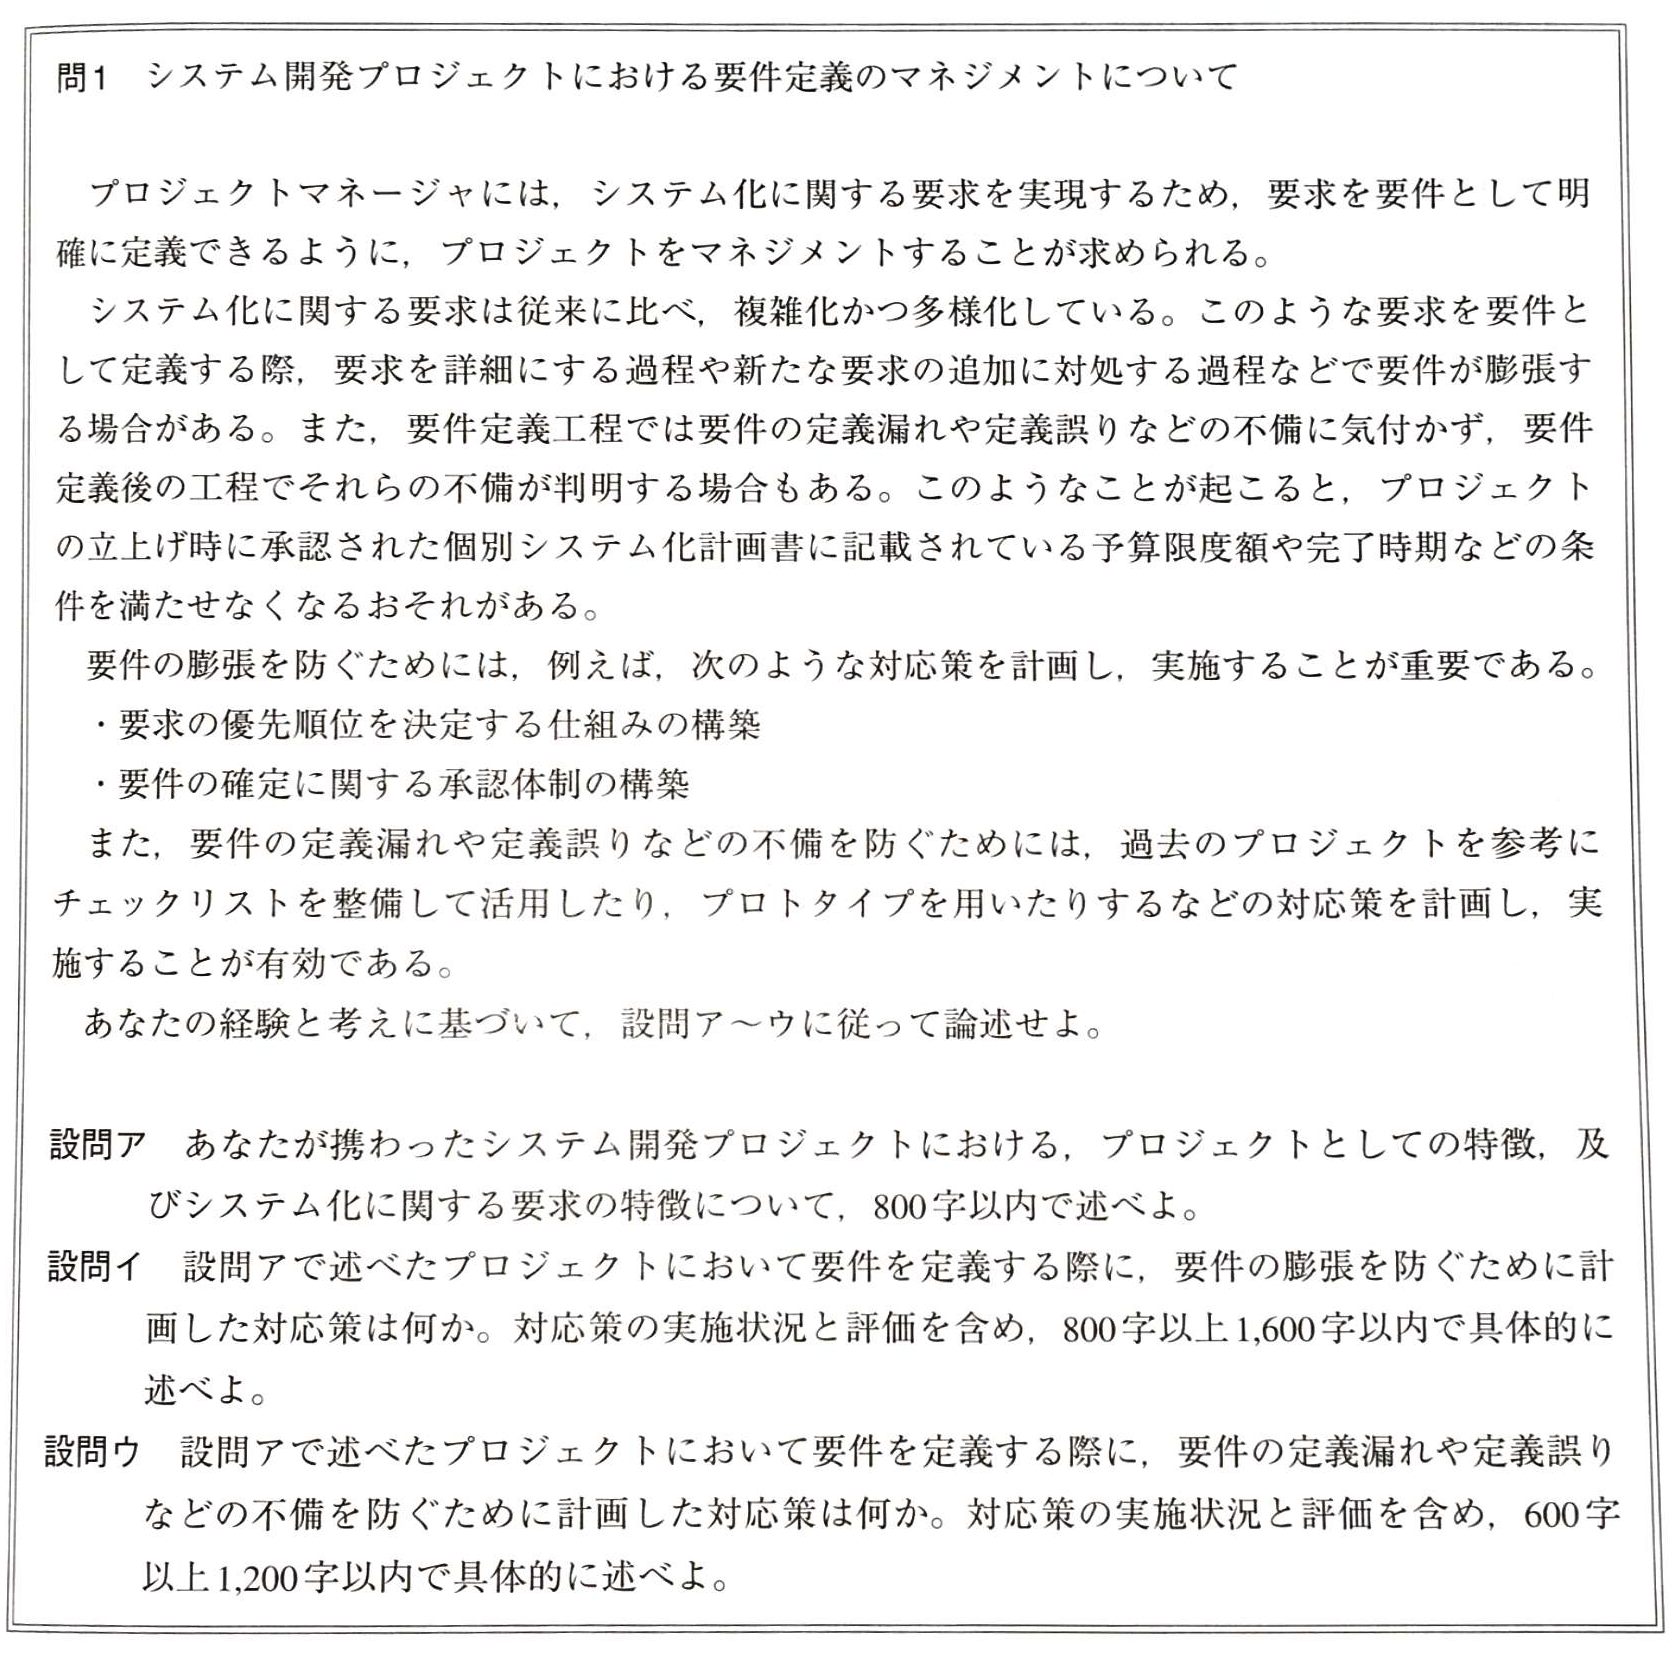 問1　システム開発プロジェクトにおける要件定義のマネジメントについて
プロジェクトマネージャには，システム化に関する要求を実現するため，要求を要件として明
確に定義できるように，プロジェクトをマネジメントすることが求められる。
システム化に関する要求は従来に比べ，複雑化かつ多様化している。このような要求を要件と
して定義する際，要求を詳細にする過程や新たな要求の追加に対処する過程などで要件が膨張す
る場合がある。また，要件定義工程では要件の定義漏れや定義誤りなどの不備に気付かず，要件
定義後の工程でそれらの不備が判明する場合もある。このようなことが起こると，プロジェクト
の立上げ時に承認された個別システム化計画書に記載されている予算限度額や完了時期などの条
件を満たせなくなるおそれがある。
要件の膨張を防ぐためには，例えば，次のような対応策を計画し，実施することが重要である。
・要求の優先順位を決定する仕組みの構築
・要件の確定に関する承認体制の構築
また，要件の定義漏れや定義誤りなどの不備を防ぐためには，過去のプロジェクトを参考に
チェックリストを整備して活用したり，プロトタイプを用いたりするなどの対応策を計画し，実
施することが有効である。
あなたの経験と考えに基づいて，設問ア～ウに従って論述せよ。
設問ア　あなたが携わったシステム開発プロジェクトにおける，プロジェクトとしての特徴，及
びシステム化に関する要求の特徴について，800字以内で述べよ。
設問イ　設問アで述べたプロジェクトにおいて要件を定義する際に，要件の膨張を防ぐために計
画した対応策は何か。対応策の実施状況と評価を含め，800字以上1,600字以内で具体的に
述べよ。
設問ウ　設問アで述べたプロジェクトにおいて要件を定義する際に，要件の定義漏れや定義誤り
などの不備を防ぐために計画した対応策は何か。対応策の実施状況と評価を含め，600字
以上1,200字以内で具体的に述べよ。